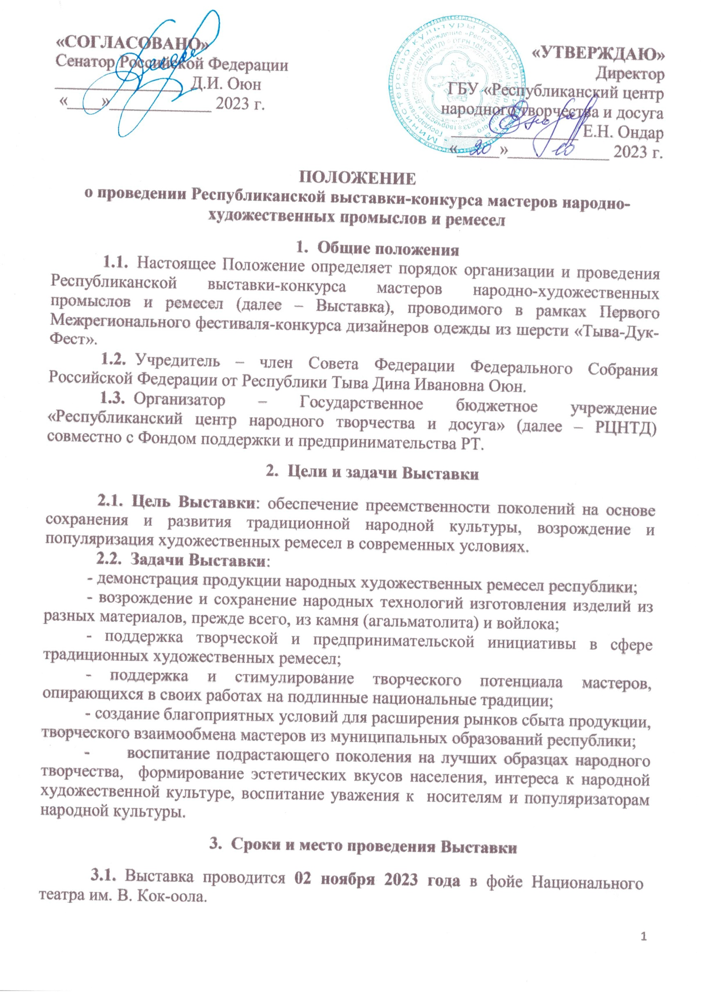 «СОГЛАСОВАНО»
Сенатор Российской Федерации
_______________ Д.И. Оюн
«____»____________ 2023 г.
«УТВЕРЖДАЮ»
Директор
ГБУ «Республиканский центр
народного творчества и досуга
_______________ Е.Н. Ондар
«_20_»_____10_____ 2023 г.
ПОЛОЖЕНИЕ
о проведении Республиканской выставки-конкурса мастеров народно-
художественных промыслов и ремесел
1. Общие положения
1.1. Настоящее Положение определяет порядок организации и проведения
Республиканской выставки-конкурса мастеров народно-художественных
промыслов и ремесел (далее – Выставка), проводимого в рамках Первого
Межрегионального фестиваля-конкурса дизайнеров одежды из шерсти «Тыва-Дук-
Фест».
1.2. Учредитель – член Совета Федерации Федерального Собрания
Российской Федерации от Республики Тыва Дина Ивановна Оюн.
1.3. Организатор – Государственное бюджетное учреждение
«Республиканский центр народного творчества и досуга» (далее – РЦНТД)
совместно с Фондом поддержки и предпринимательства РТ.
2. Цели и задачи Выставки
2.1. Цель Выставки: обеспечение преемственности поколений на основе
сохранения и развития традиционной народной культуры, возрождение и
популяризация художественных ремесел в современных условиях.
2.2. Задачи Выставки:
- демонстрация продукции народных художественных ремесел республики;
- возрождение и сохранение народных технологий изготовления изделий из
разных материалов, прежде всего, из камня (агальматолита) и войлока;
- поддержка творческой и предпринимательской инициативы в сфере
традиционных художественных ремесел;
- поддержка и стимулирование творческого потенциала мастеров,
опирающихся в своих работах на подлинные национальные традиции;
- создание благоприятных условий для расширения рынков сбыта продукции,
творческого взаимообмена мастеров из муниципальных образований республики;
- воспитание подрастающего поколения на лучших образцах народного
творчества, формирование эстетических вкусов населения, интереса к народной
художественной культуре, воспитание уважения к носителям и популяризаторам
народной культуры.
3. Сроки и место проведения Выставки
3.1. Выставка проводится 02 ноября 2023 года в фойе Национального
театра им. В. Кок-оола.
1